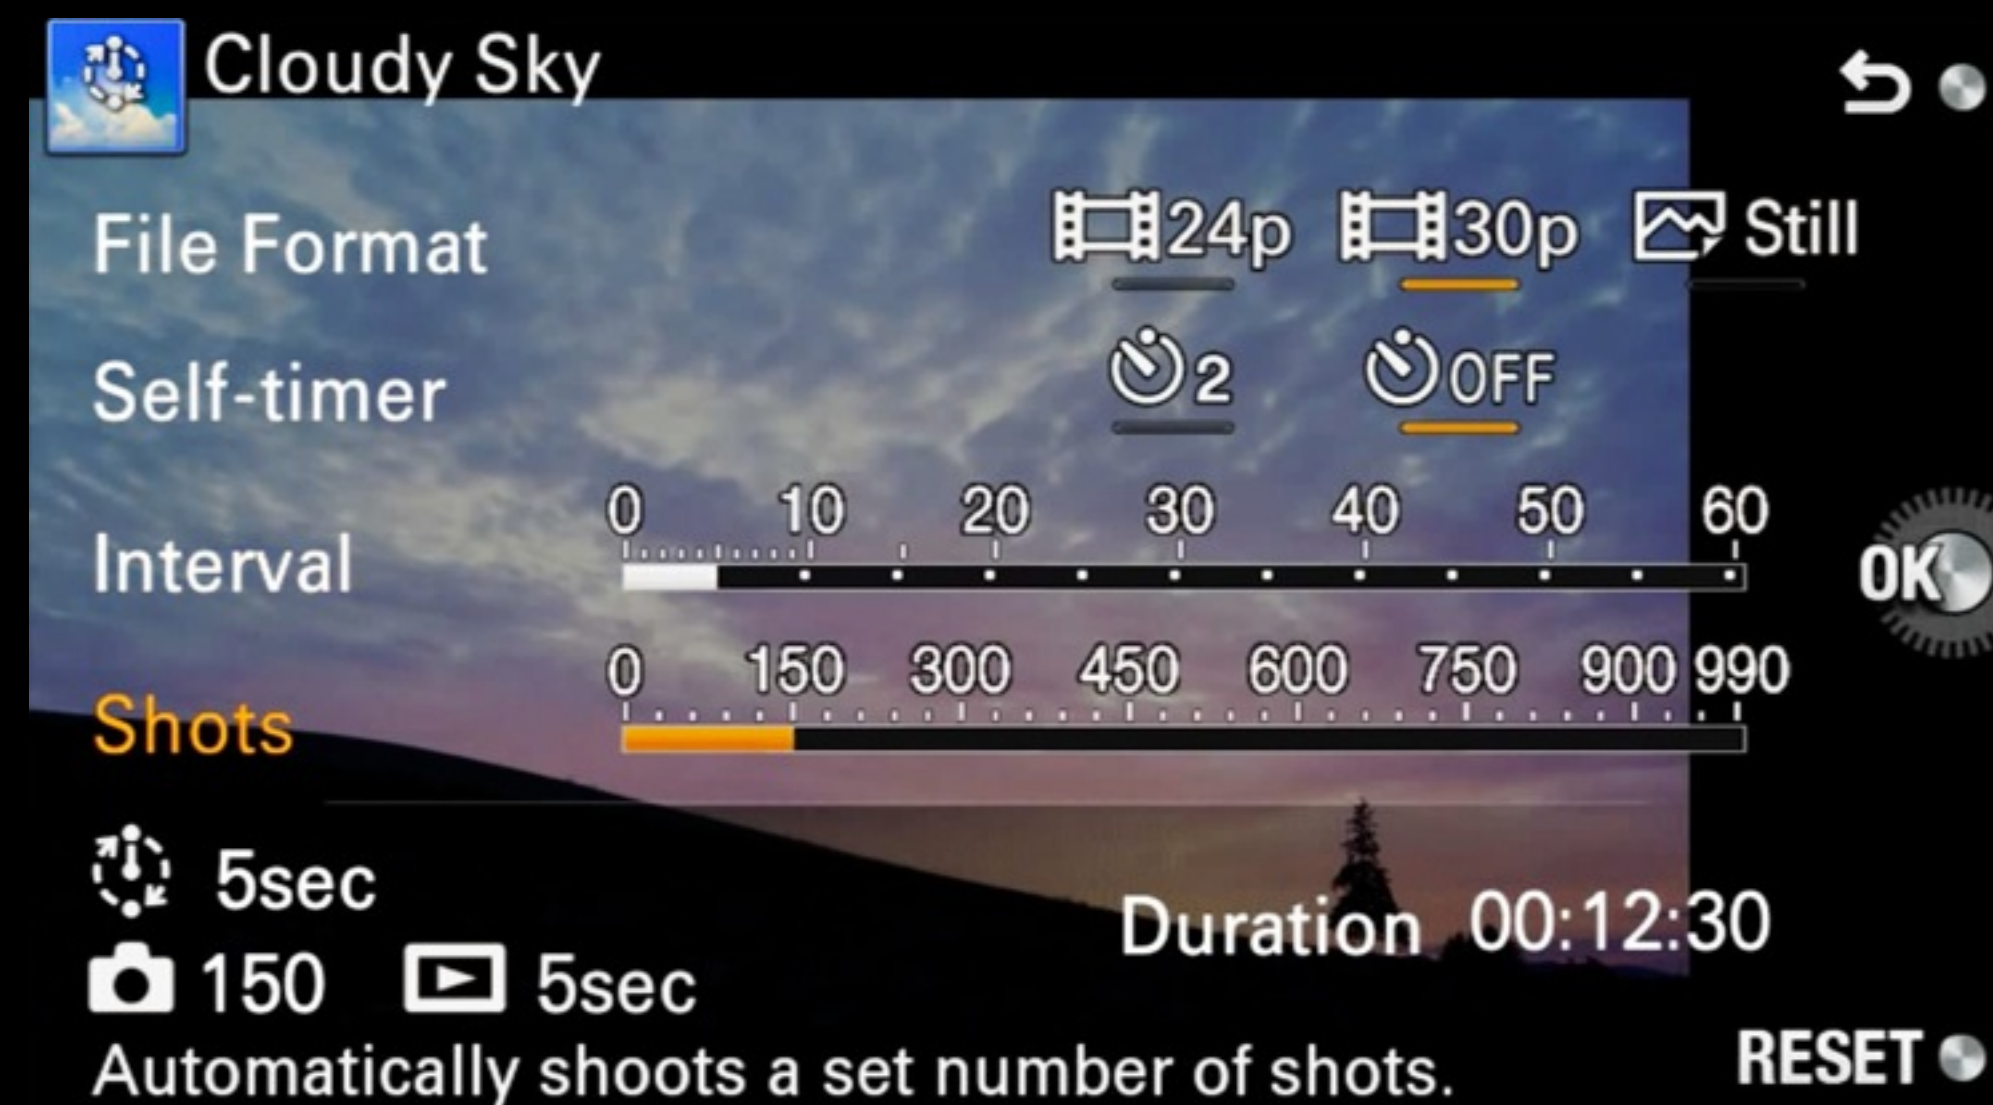 Cloudy Sky
File Format 24p 30p Still
Self-timer 2 OFF
0 10 20 30 40 50 60
Interval OK
0 150 300 450 600 750 900 990
Shots
5sec
Duration 00:12:30
150 5sec
Automatically shoots a set number of shots.
RESET